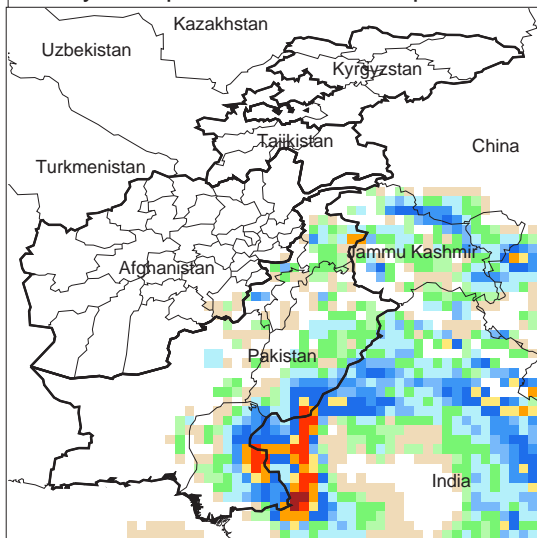 Kazakhstan
Uzbekistan
Kyrgyzstan
Tajikistan
China
Turkmenistan
Jammu Kashmir
Afghanistan
Pakistan
India